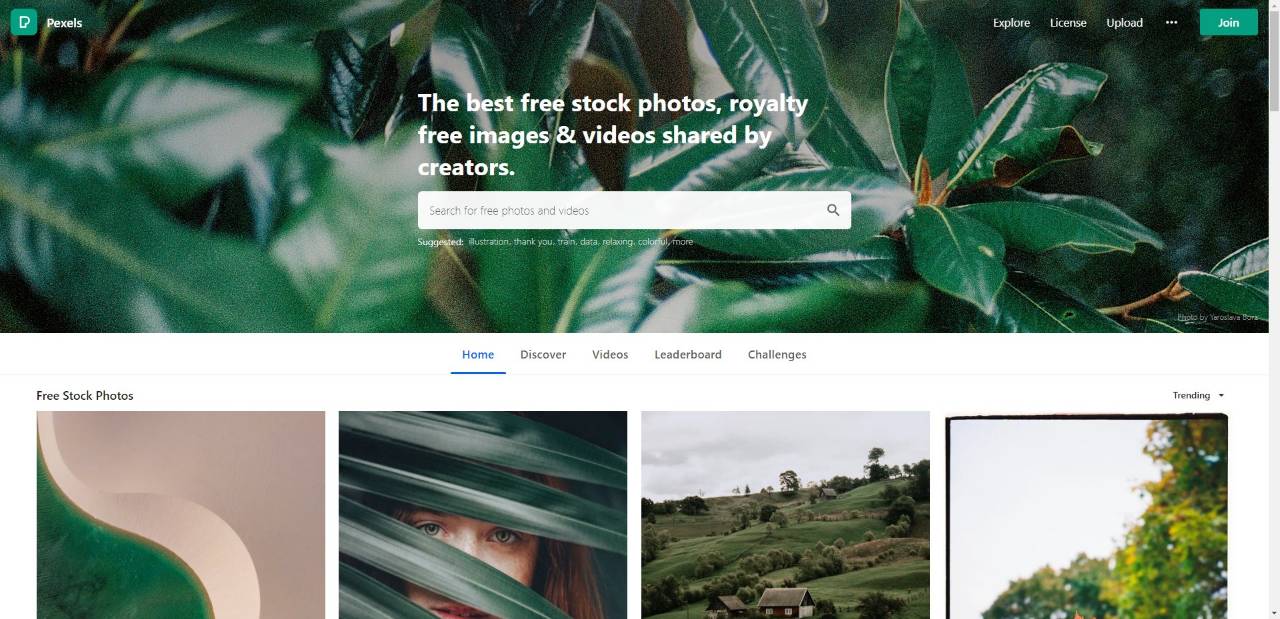 Pexels
Explore
License
Upload
Join
The best free stock photos, royalty
free images & videos shared by
creators.
Search for free photos and videos
Suggested: illustration, thank you, train, data, relaxing, colorful, more
Photo by Yaroslava Bora
Home
Discover
Videos
Leaderboard
Challenges
Free Stock Photos
Trending